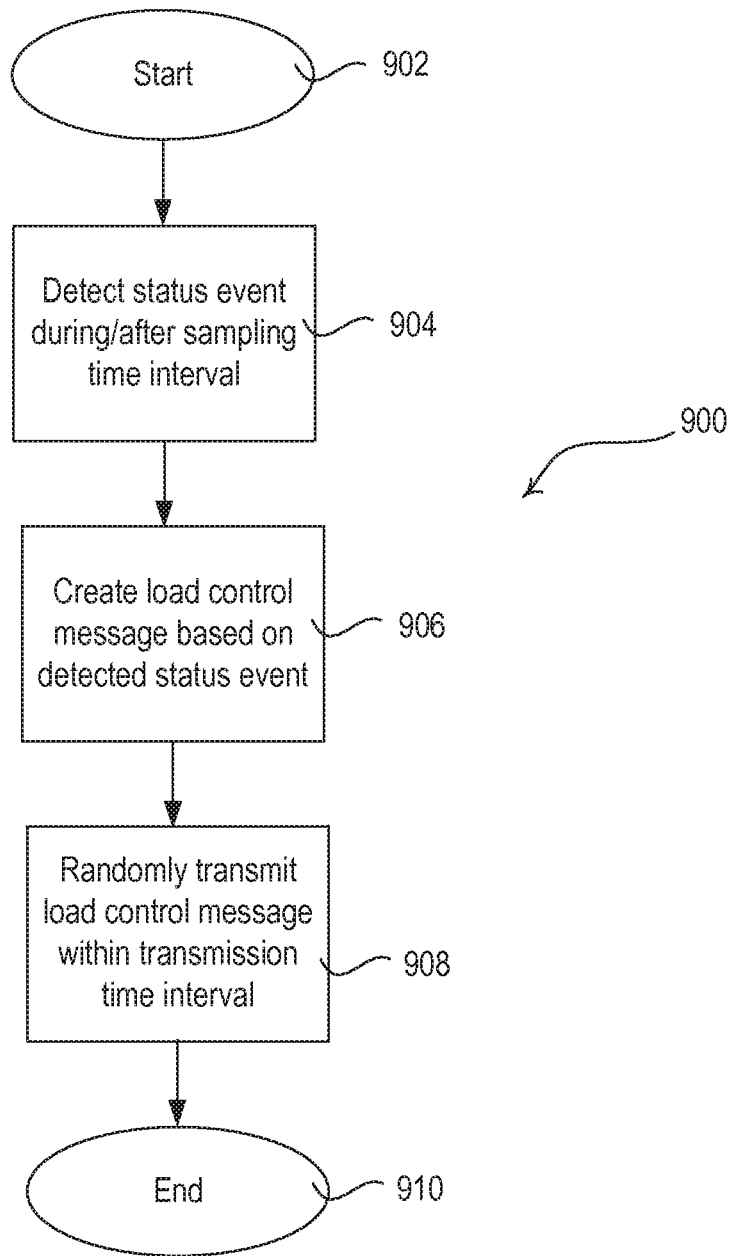 Start
902
Detect status event
during/after sampling
time interval
904
900
Create load control
message based on
detected status event
906
Randomly transmit
load control message
within transmission
time interval
908
End
910